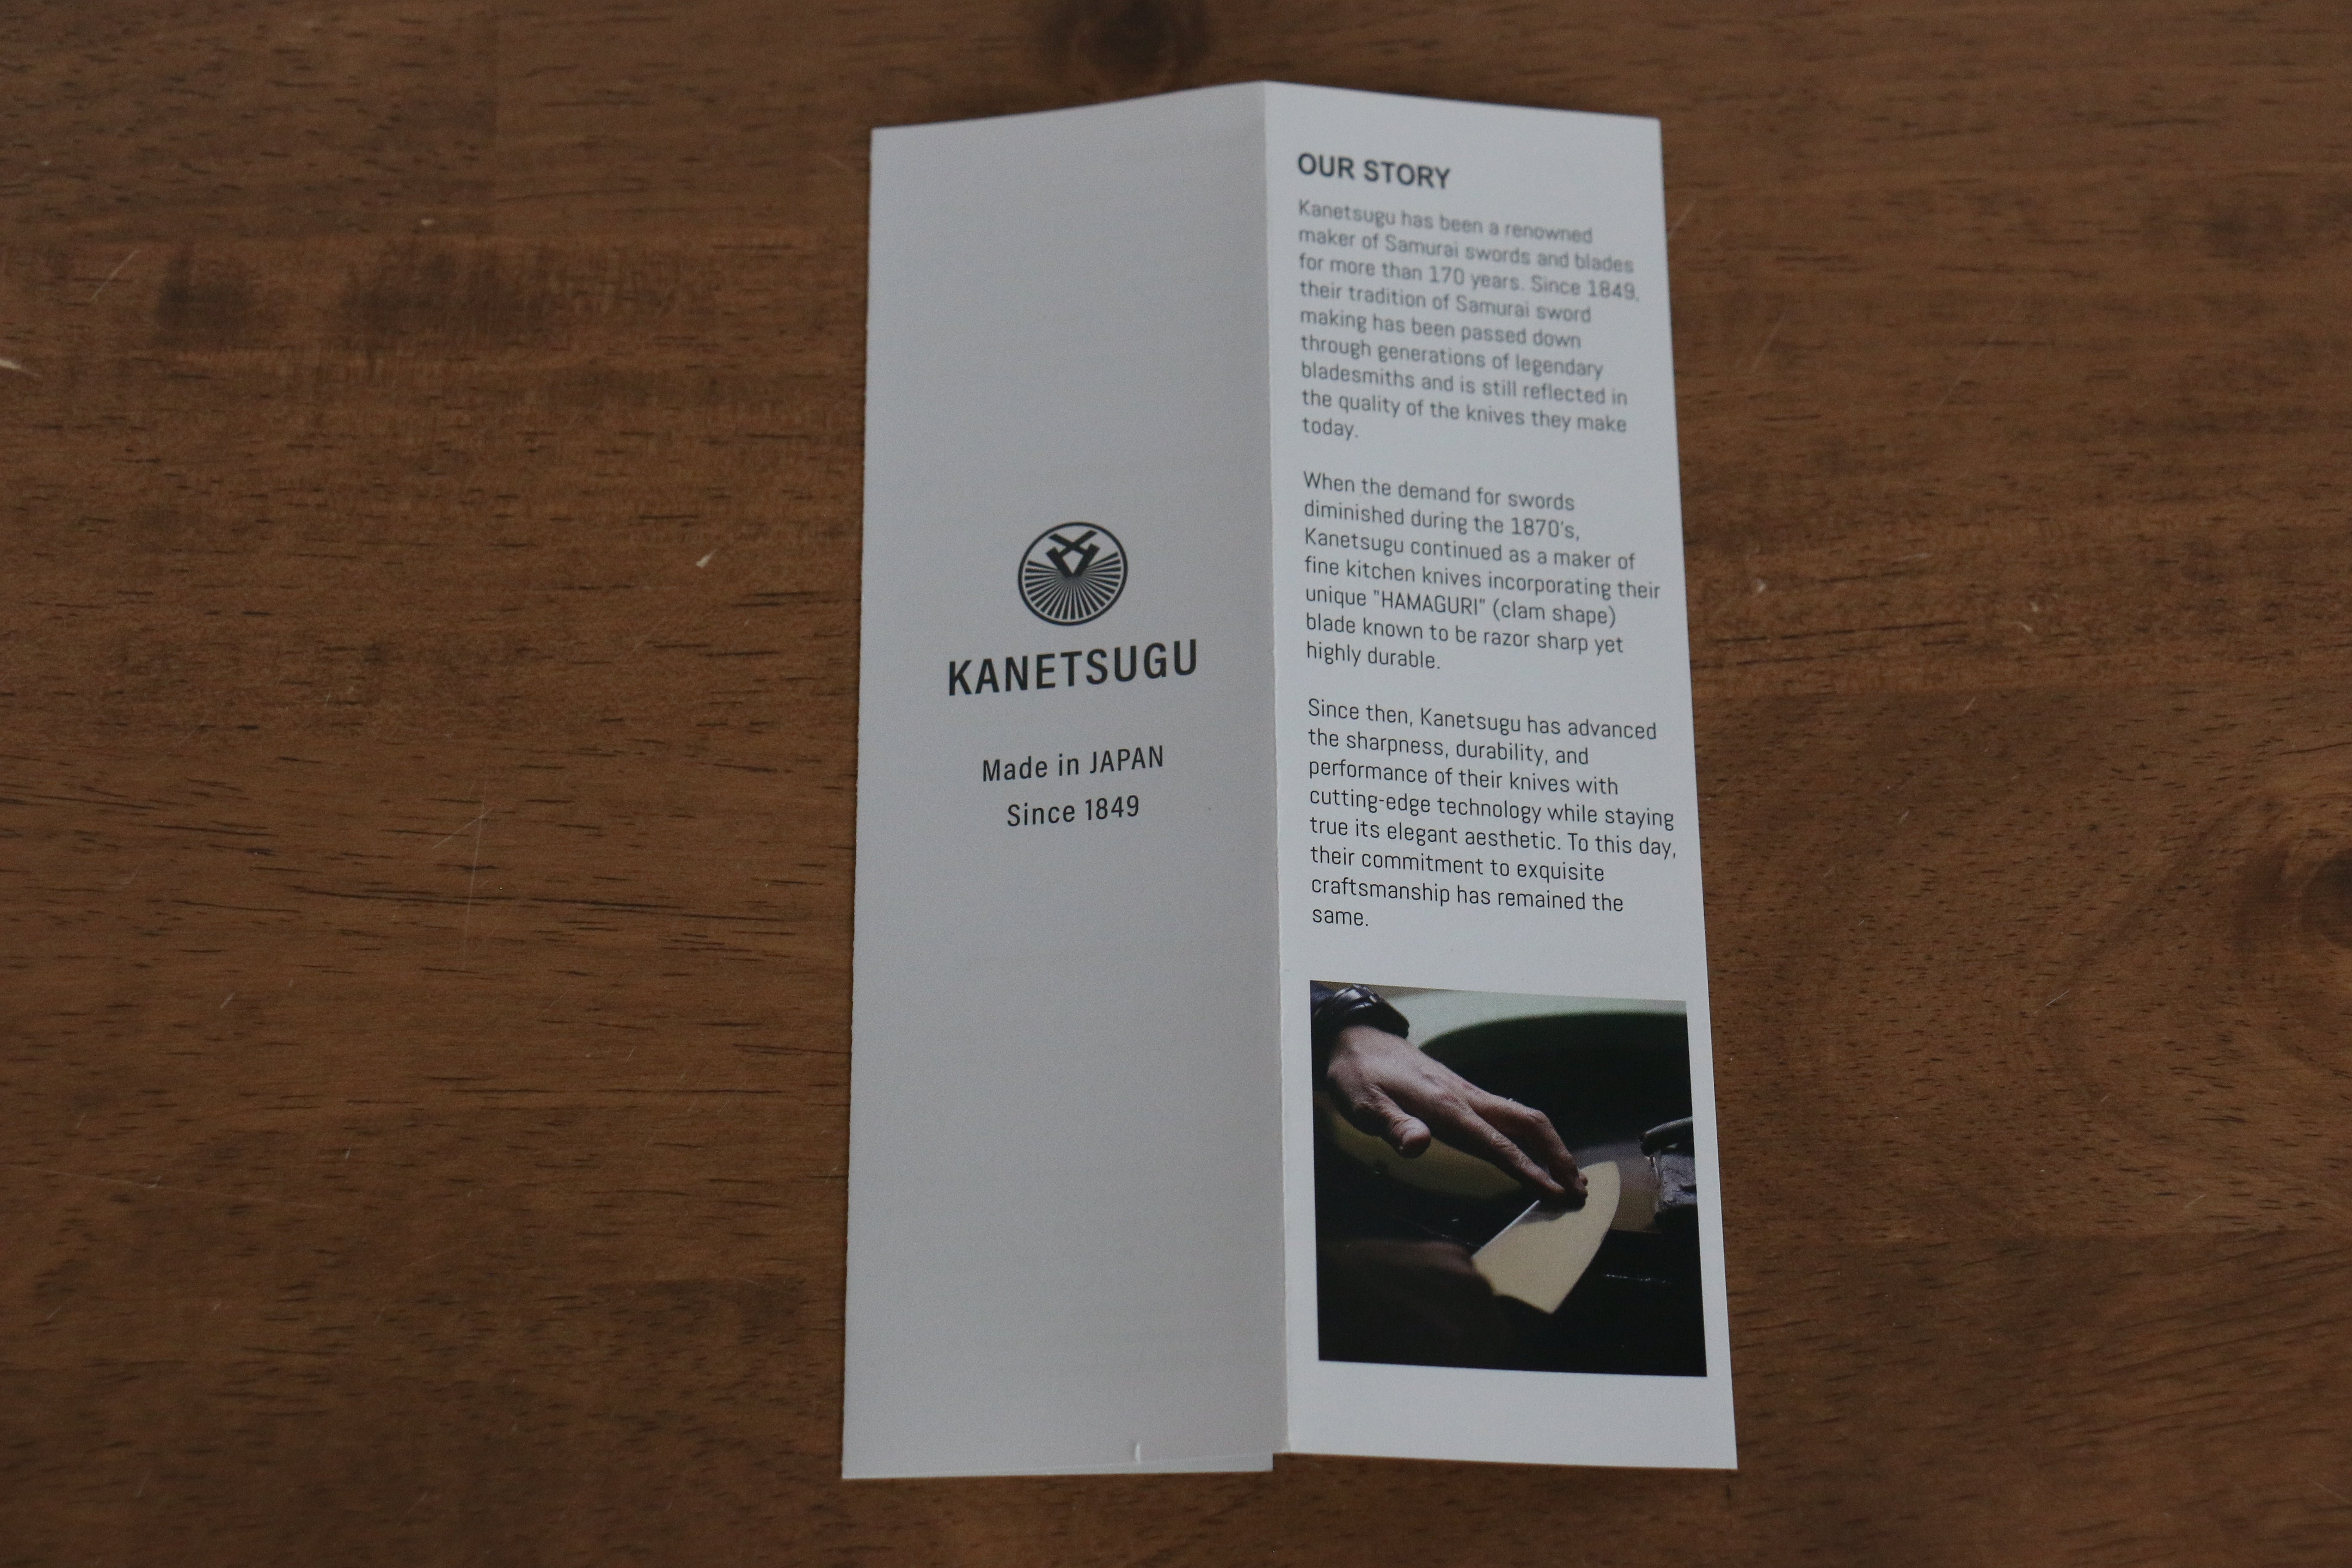 KANETSUGU
Made in JAPAN
Since 1849
OUR STORY
Kanetsugu has been a renowned
maker of Samurai swords and blades
for more than 170 years. Since 1849,
their tradition of Samurai sword
making has been passed down
through generations of legendary
bladesmiths and is still reflected in
the quality of the knives they make
today.
When the demand for swords
diminished during the 1870's,
Kanetsugu continued as a maker of
fine kitchen knives incorporating their
unique "HAMAGURI" (clam shape)
blade known to be razor sharp yet
highly durable.
Since then, Kanetsugu has advanced
the sharpness, durability, and
performance of their knives with
cutting-edge technology while staying
true its elegant aesthetic. To this day,
their commitment to exquisite
craftsmanship has remained the
same.